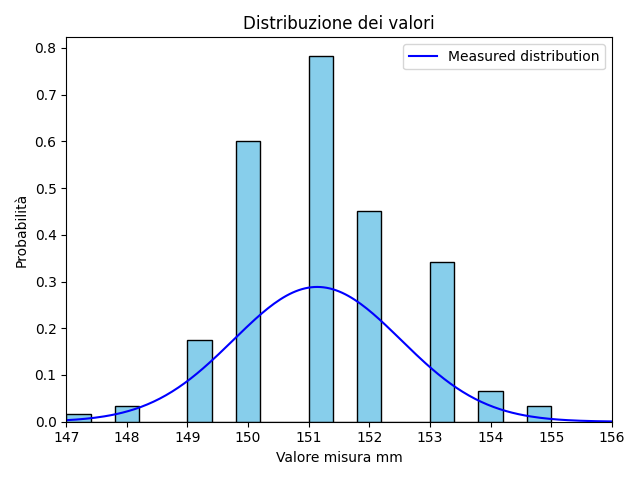 Distribuzione dei valori
Measured distribution
0.8
0.7
0.6
0.5
0.4
0.3
0.2
0.1
0.0
Probabilità
147 148 149 150 151 152 153 154 155 156
Valore misura mm